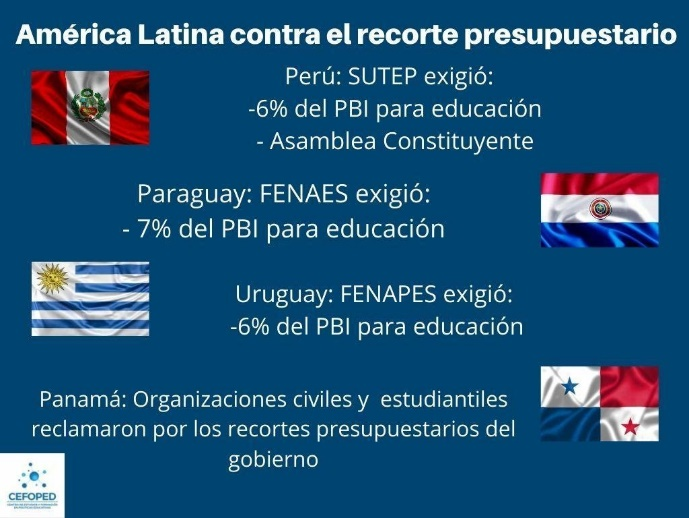 América Latina contra el recorte presupuestario
Perú: SUTEP exigió:
-6% del PBI para educación
- Asamblea Constituyente
Paraguay: FENAES exigió:
- 7% del PBI para educación
Uruguay: FENAPES exigió:
-6% del PBI para educación
Panamá: Organizaciones civiles y  estudiantiles
reclamaron por los recortes presupuestarios del
gobierno
CEFOPED